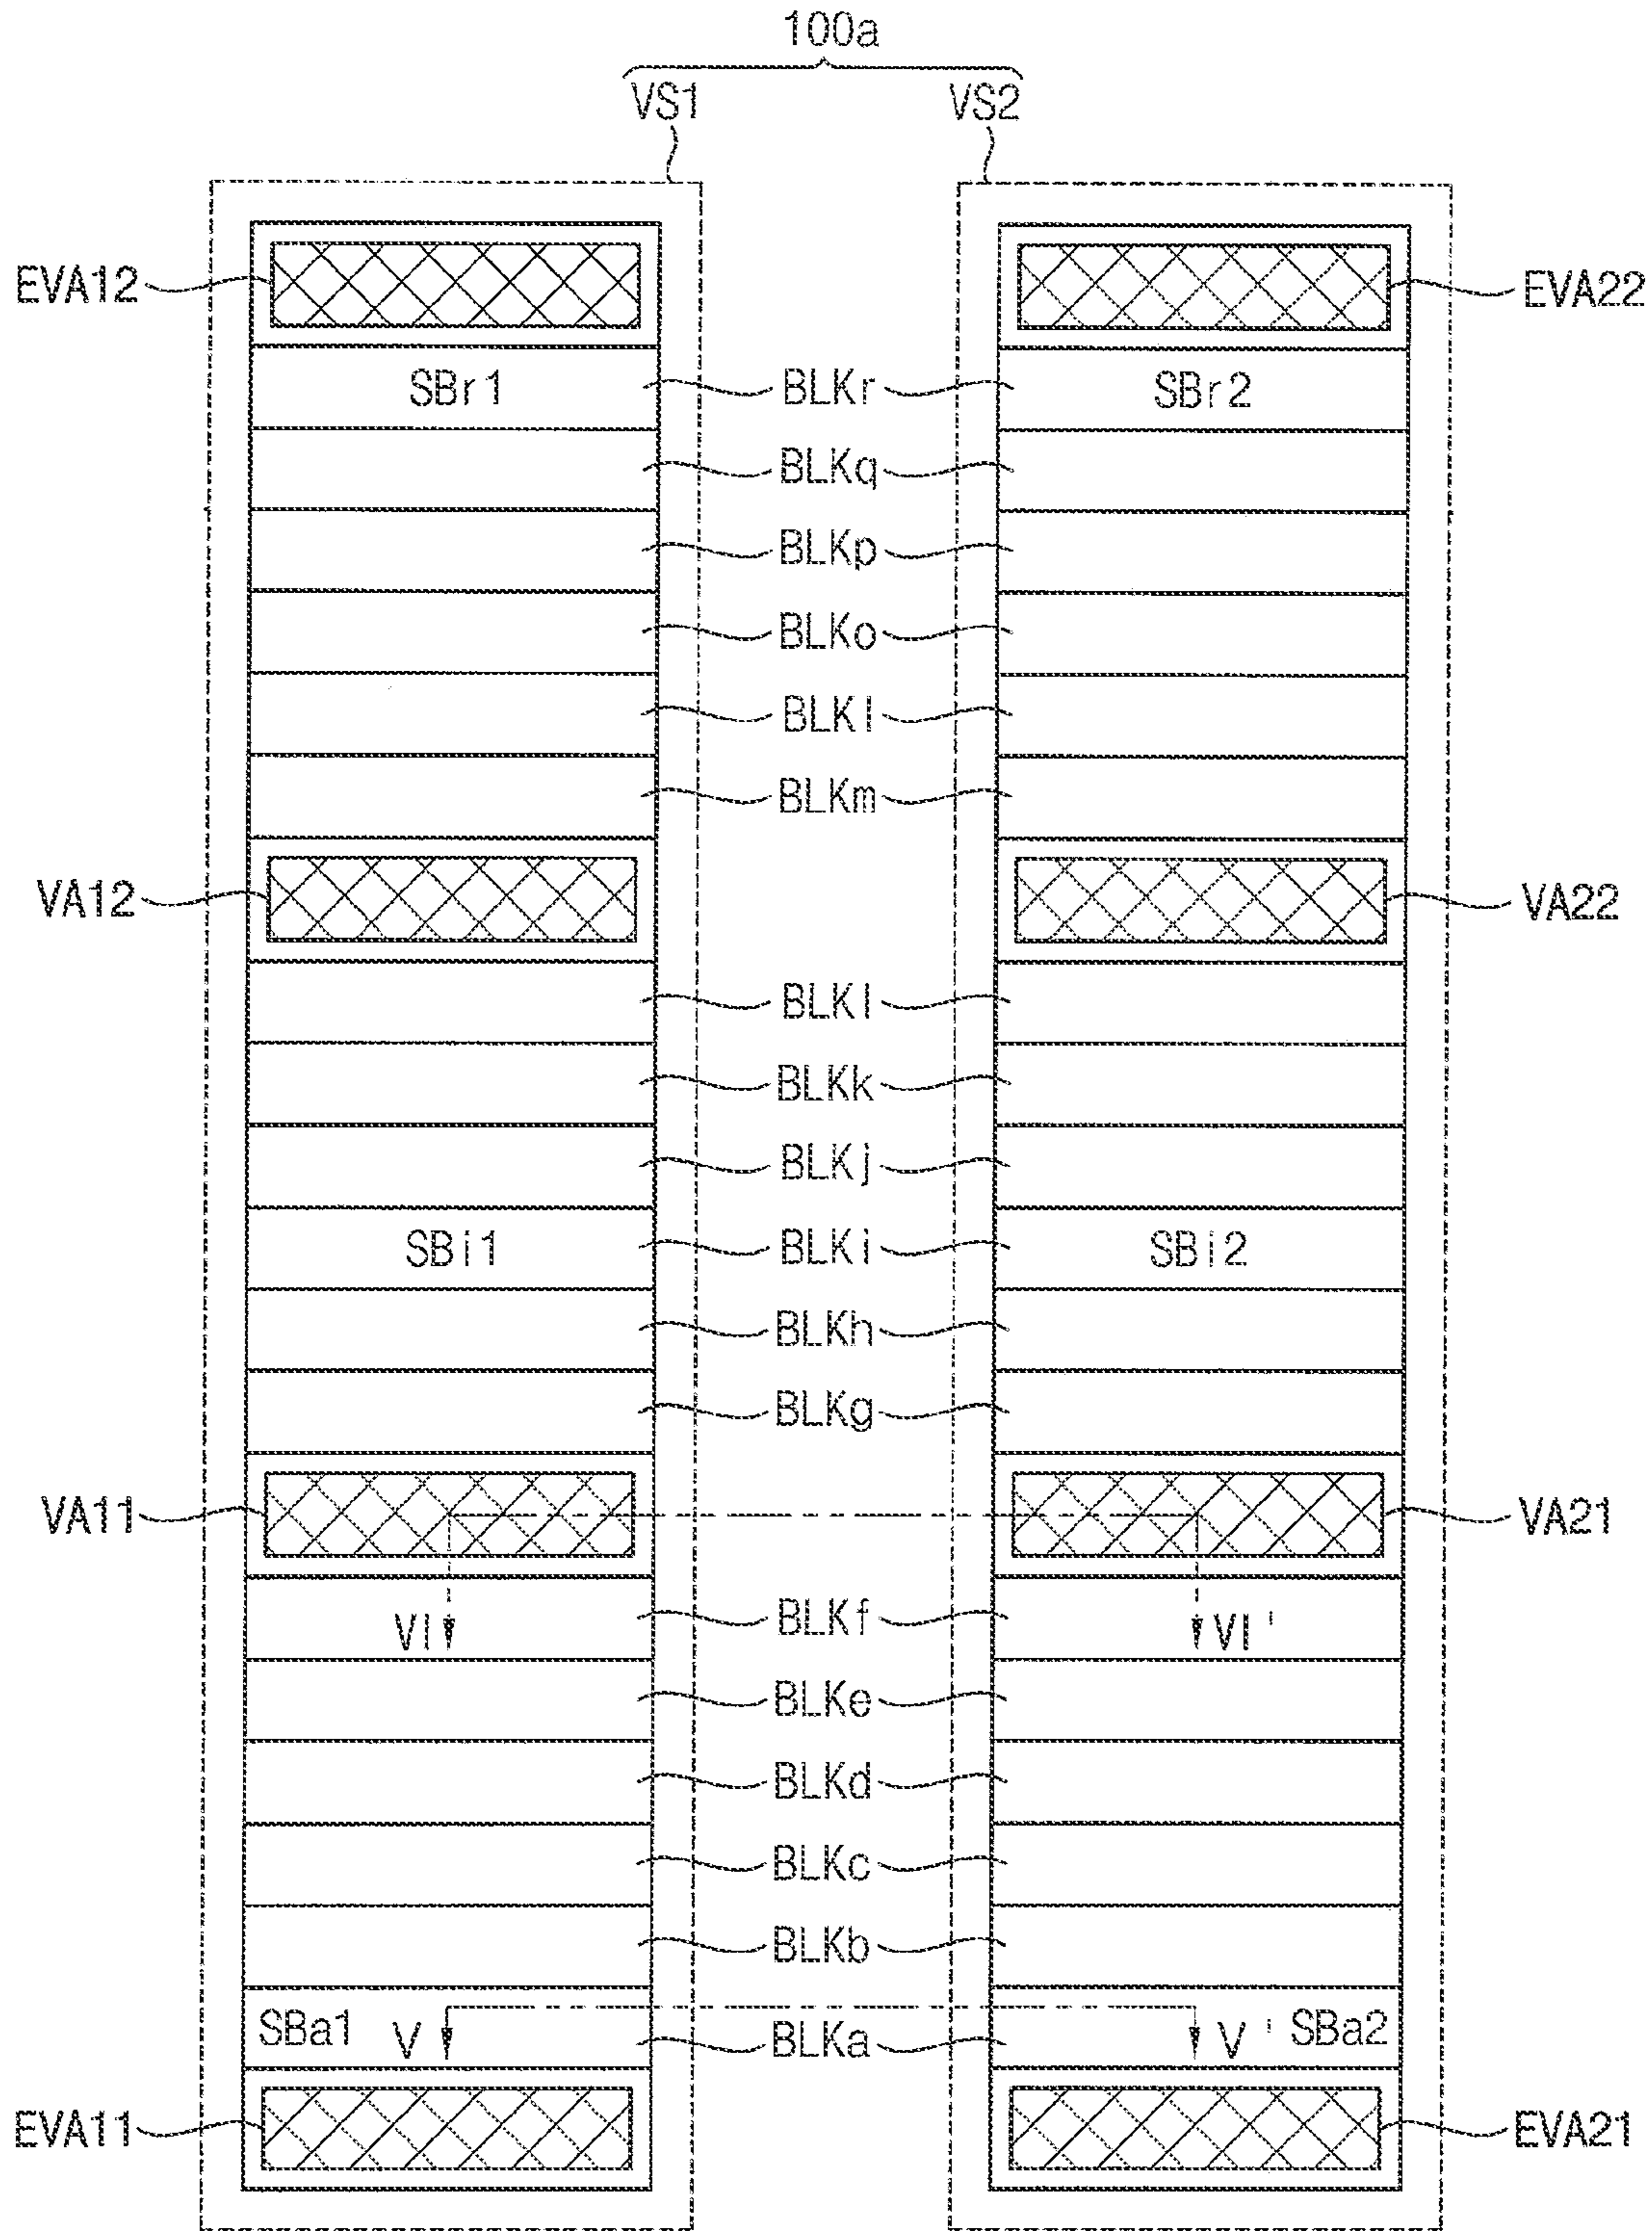 100a
VS1 VS2
EVA12 EVA22
SBr1 BLKr SBr2
BLKq
BLKp
BLKo
BLKl
BLKm
VA12 VA22
BLKl
BLKk
BLKj
SBi1 BLKi SBi2
BLKh
BLKg
VA11 VA21
BLKf
VI VI'
BLKe
BLKd
BLKc
BLKb
SBa1 V BLKa V' SBa2
EVA11 EVA21